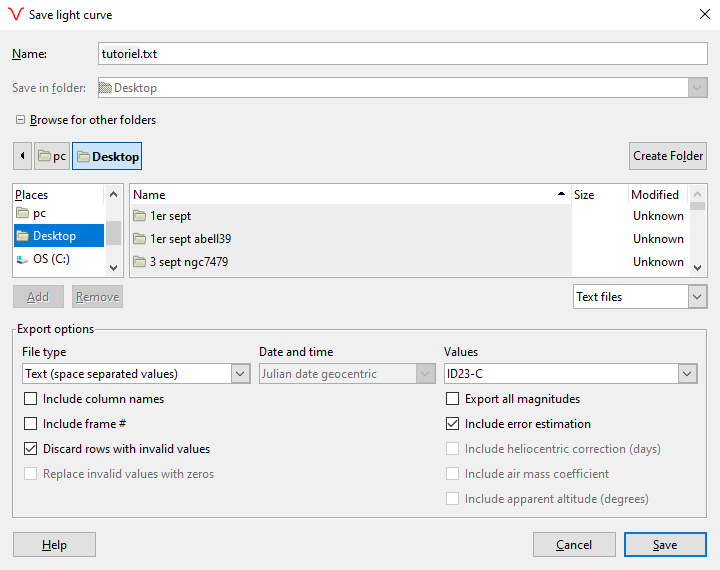 Save light curve
Name: tutoriel.txt
Save in folder: Desktop
Browse for other folders
pc Desktop Create Folder
Places Name Size Modified
pc 1er sept Unknown
Desktop 1er sept abell39 Unknown
OS (C:) 3 sept ngc7479 Unknown
Add Remove Text files
Export options
File type Date and time Values
Text (space separated values) Julian date geocentric ID23-C
Include column names Export all magnitudes
Include frame # Include error estimation
Discard rows with invalid values Include heliocentric correction (days)
Replace invalid values with zeros Include air mass coefficient
Include apparent altitude (degrees)
Help Cancel Save